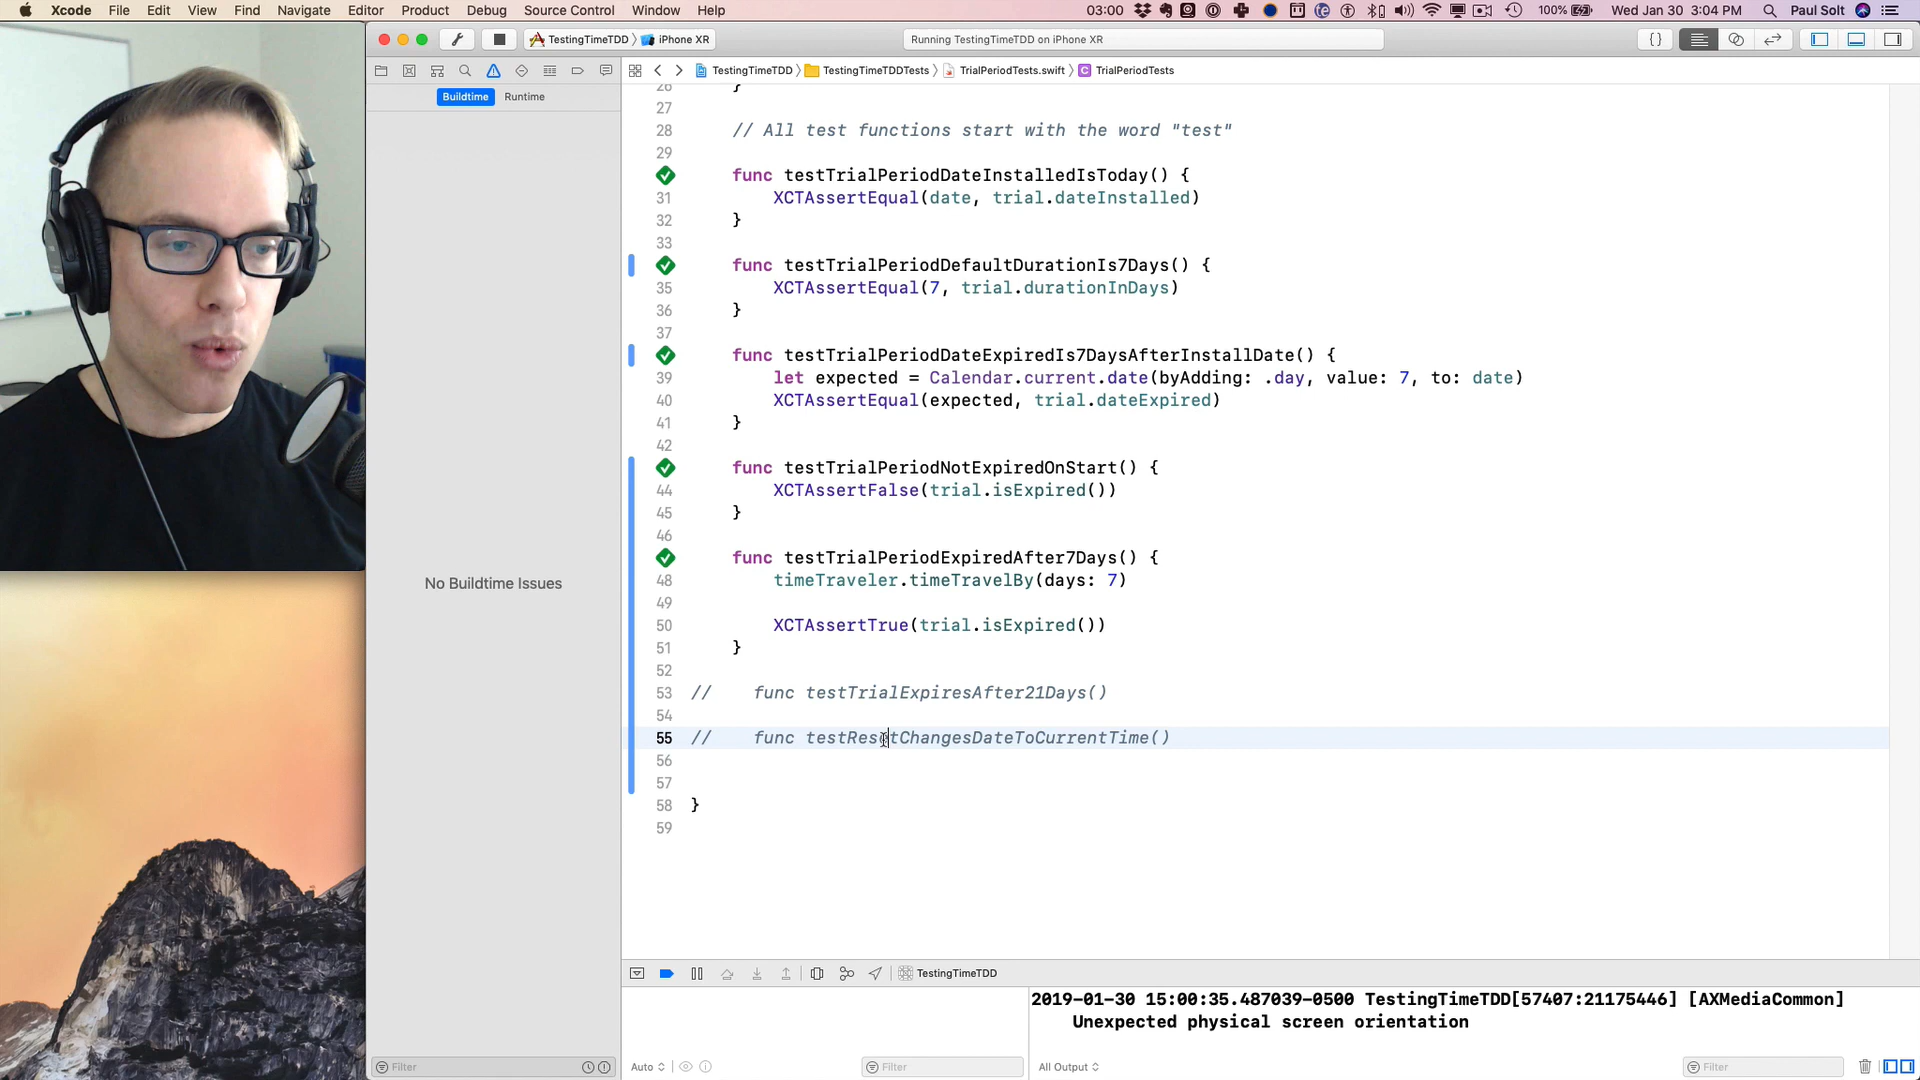 Xcode File Edit View Find Navigate Editor Product Debug Source Control Window Help 03:00 100% Wed Jan 30 3:04 PM Paul Solt
TestingTimeTDD iPhone XR
Running TestingTimeTDD on iPhone XR
TestingTimeTDD TestingTimeTDDTests TrialPeriodTests.swift C TrialPeriodTests
Buildtime Runtime
No Buildtime Issues
26 }
27
28 // All test functions start with the word "test"
29
func testTrialPeriodDateInstalledIsToday() {
31 XCTAssertEqual(date, trial.dateInstalled)
32 }
33
func testTrialPeriodDefaultDurationIs7Days() {
35 XCTAssertEqual(7, trial.durationInDays)
36 }
37
func testTrialPeriodDateExpiredIs7DaysAfterInstallDate() {
39 let expected = Calendar.current.date(byAdding: .day, value: 7, to: date)
40 XCTAssertEqual(expected, trial.dateExpired)
41 }
42
func testTrialPeriodNotExpiredOnStart() {
44 XCTAssertFalse(trial.isExpired())
45 }
46
func testTrialPeriodExpiredAfter7Days() {
48 timeTraveler.timeTravelBy(days: 7)
49
50 XCTAssertTrue(trial.isExpired())
51 }
52
53 // func testTrialExpiresAfter21Days()
54
55 // func testResetChangesDateToCurrentTime()
56
57
58 }
59
TestingTimeTDD
2019-01-30 15:00:35.487039-0500 TestingTimeTDD[57407:21175446] [AXMediaCommon]
Unexpected physical screen orientation
Filter
Auto
Filter
All Output
Filter